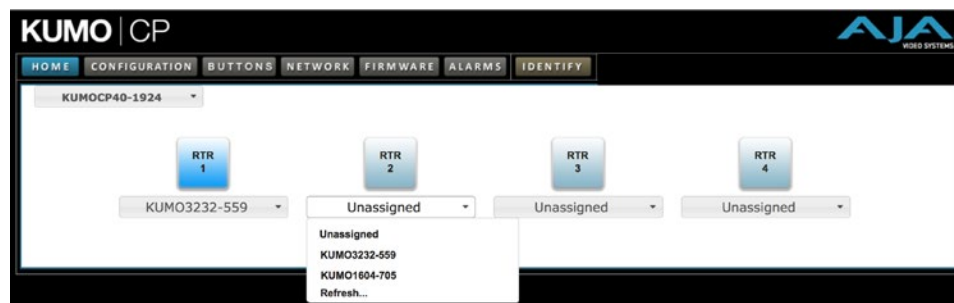 KUMO | CP
AJA
VIDEO SYSTEMS
HOME CONFIGURATION BUTTONS NETWORK FIRMWARE ALARMS IDENTIFY
KUMOCP40-1924
RTR RTR RTR RTR
1 2 3 4
KUMO3232-559 Unassigned Unassigned Unassigned
Unassigned
KUMO3232-559
KUMO1604-705
Refresh...